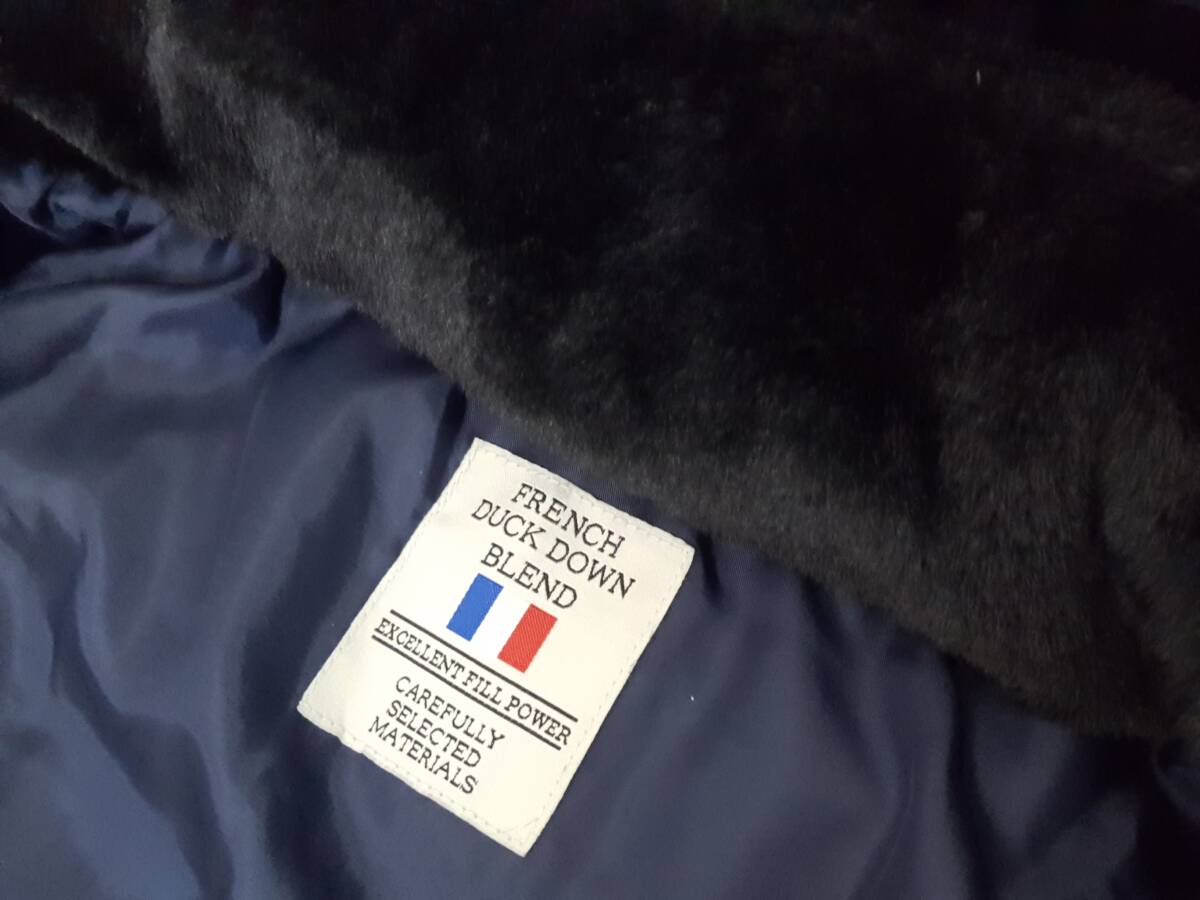 FRENCH
DUCK DOWN
BLEND
EXCELLENT FILL POWER
CAREFULLY
SELECTED
MATERIALS